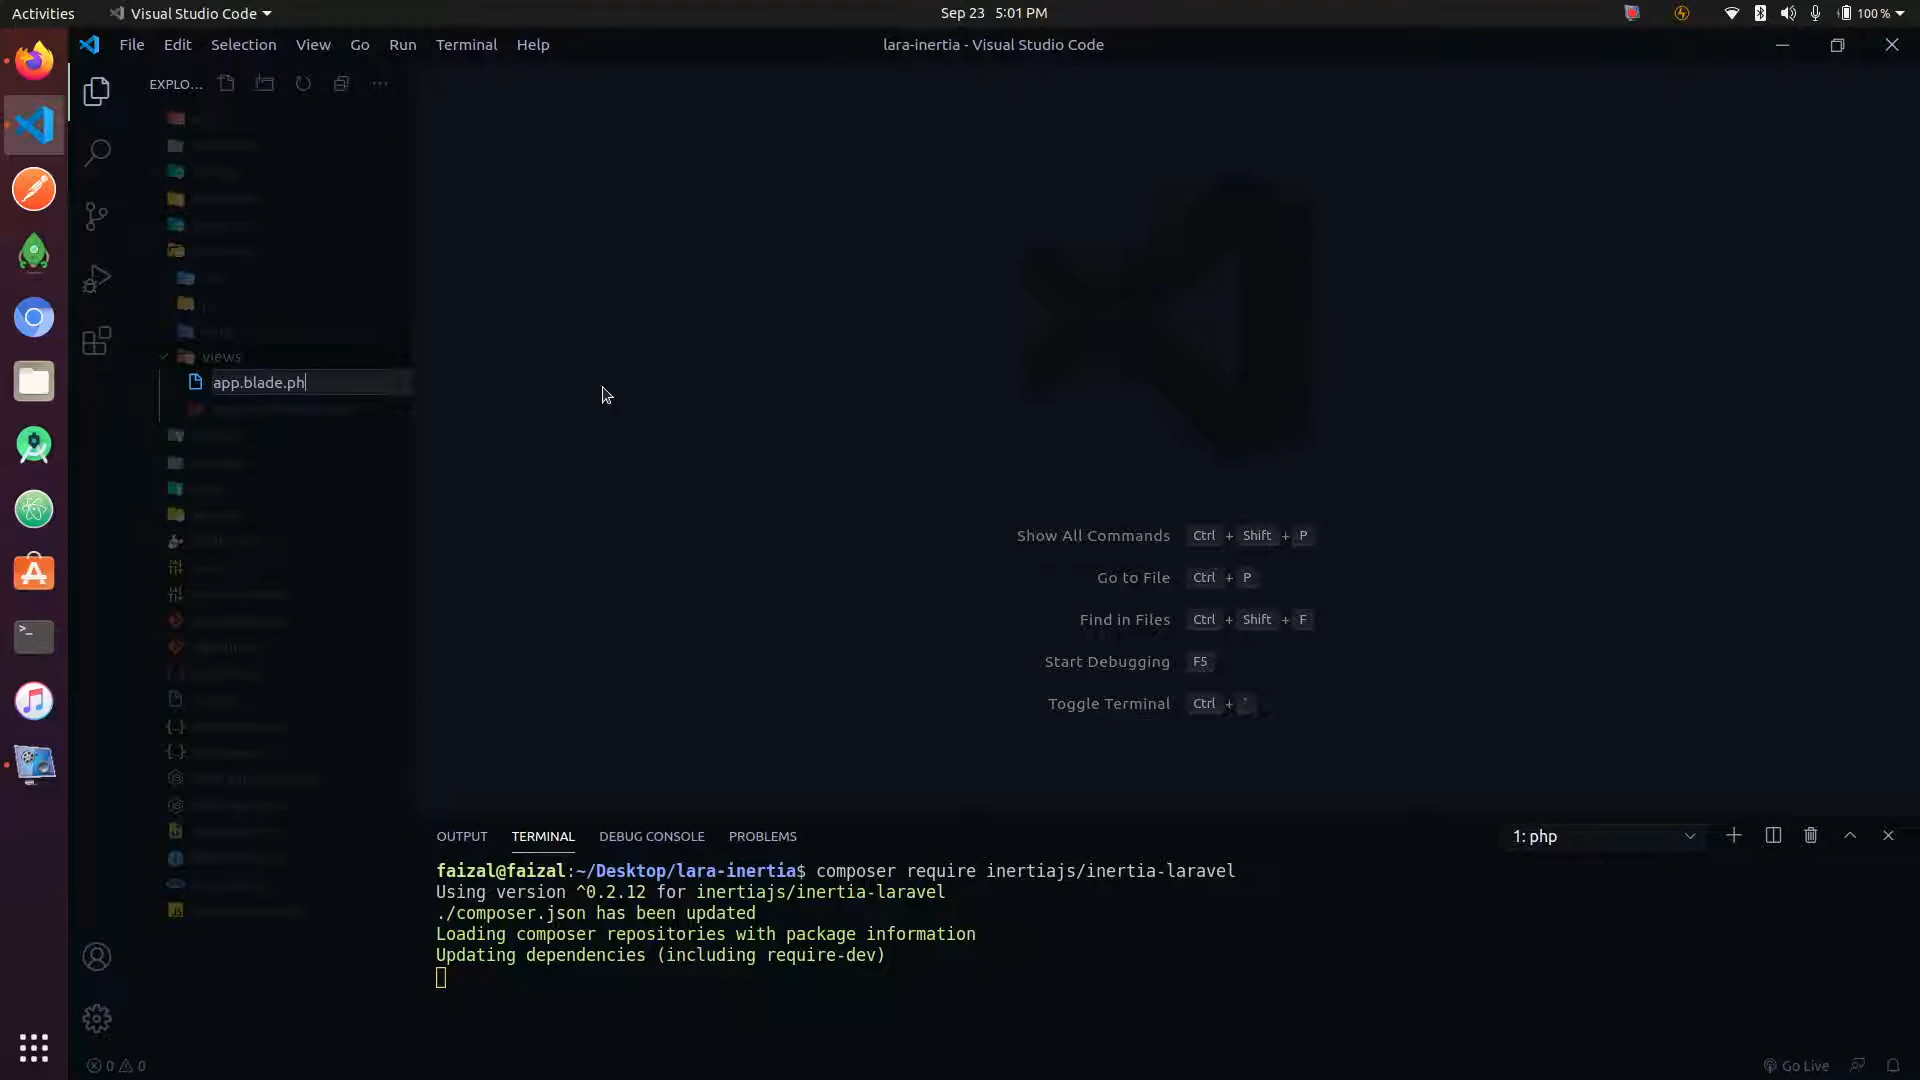 Activities
Visual Studio Code
Sep 23 5:01 PM
100 %
File Edit Selection View Go Run Terminal Help
lara-inertia - Visual Studio Code
EXPLO...
views
app.blade.ph
Show All Commands Ctrl + Shift + P
Go to File Ctrl + P
Find in Files Ctrl + Shift + F
Start Debugging F5
Toggle Terminal Ctrl + `
OUTPUT TERMINAL DEBUG CONSOLE PROBLEMS
1: php
faizal@faizal:~/Desktop/lara-inertia$ composer require inertiajs/inertia-laravel
Using version ^0.2.12 for inertiajs/inertia-laravel
./composer.json has been updated
Loading composer repositories with package information
Updating dependencies (including require-dev)
0 0
Go Live